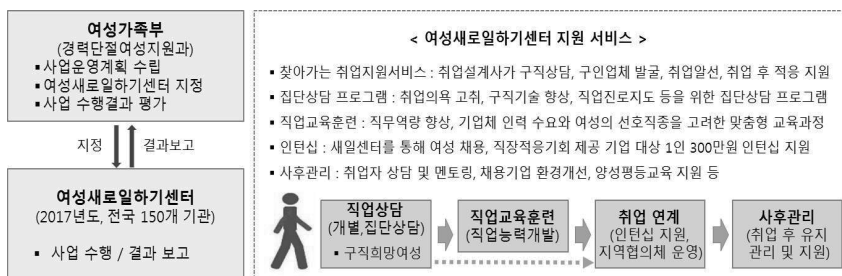 여성가족부
(경력단절여성지원과)
▪ 사업운영계획 수립
▪ 여성새로일하기센터 지정
▪ 사업 수행결과 평가
지정
결과보고
여성새로일하기센터
(2017년도, 전국 150개 기관)
▪ 사업 수행 / 결과 보고
< 여성새로일하기센터 지원 서비스 >
▪ 찾아가는 취업지원서비스 : 취업설계사가 구직상담, 구인업체 발굴, 취업알선, 취업 후 적응 지원
▪ 집단상담 프로그램 : 취업의욕 고취, 구직기술 향상, 직업진로지도 등을 위한 집단상담 프로그램
▪ 직업교육훈련 : 직무역량 향상, 기업체 인력 수요와 여성의 선호직종을 고려한 맞춤형 교육과정
▪ 인턴십 : 새일센터를 통해 여성 채용, 직장적응기회 제공 기업 대상 1인 300만원 인턴십 지원
▪ 사후관리 : 취업자 상담 및 멘토링, 채용기업 환경개선, 양성평등교육 지원 등
직업상담
(개별,집단상담)
▪ 구직희망여성
직업교육훈련
(직업능력개발)
취업 연계
(인턴십 지원,
지역협의체 운영)
사후관리
(취업 후 유지
관리 및 지원)